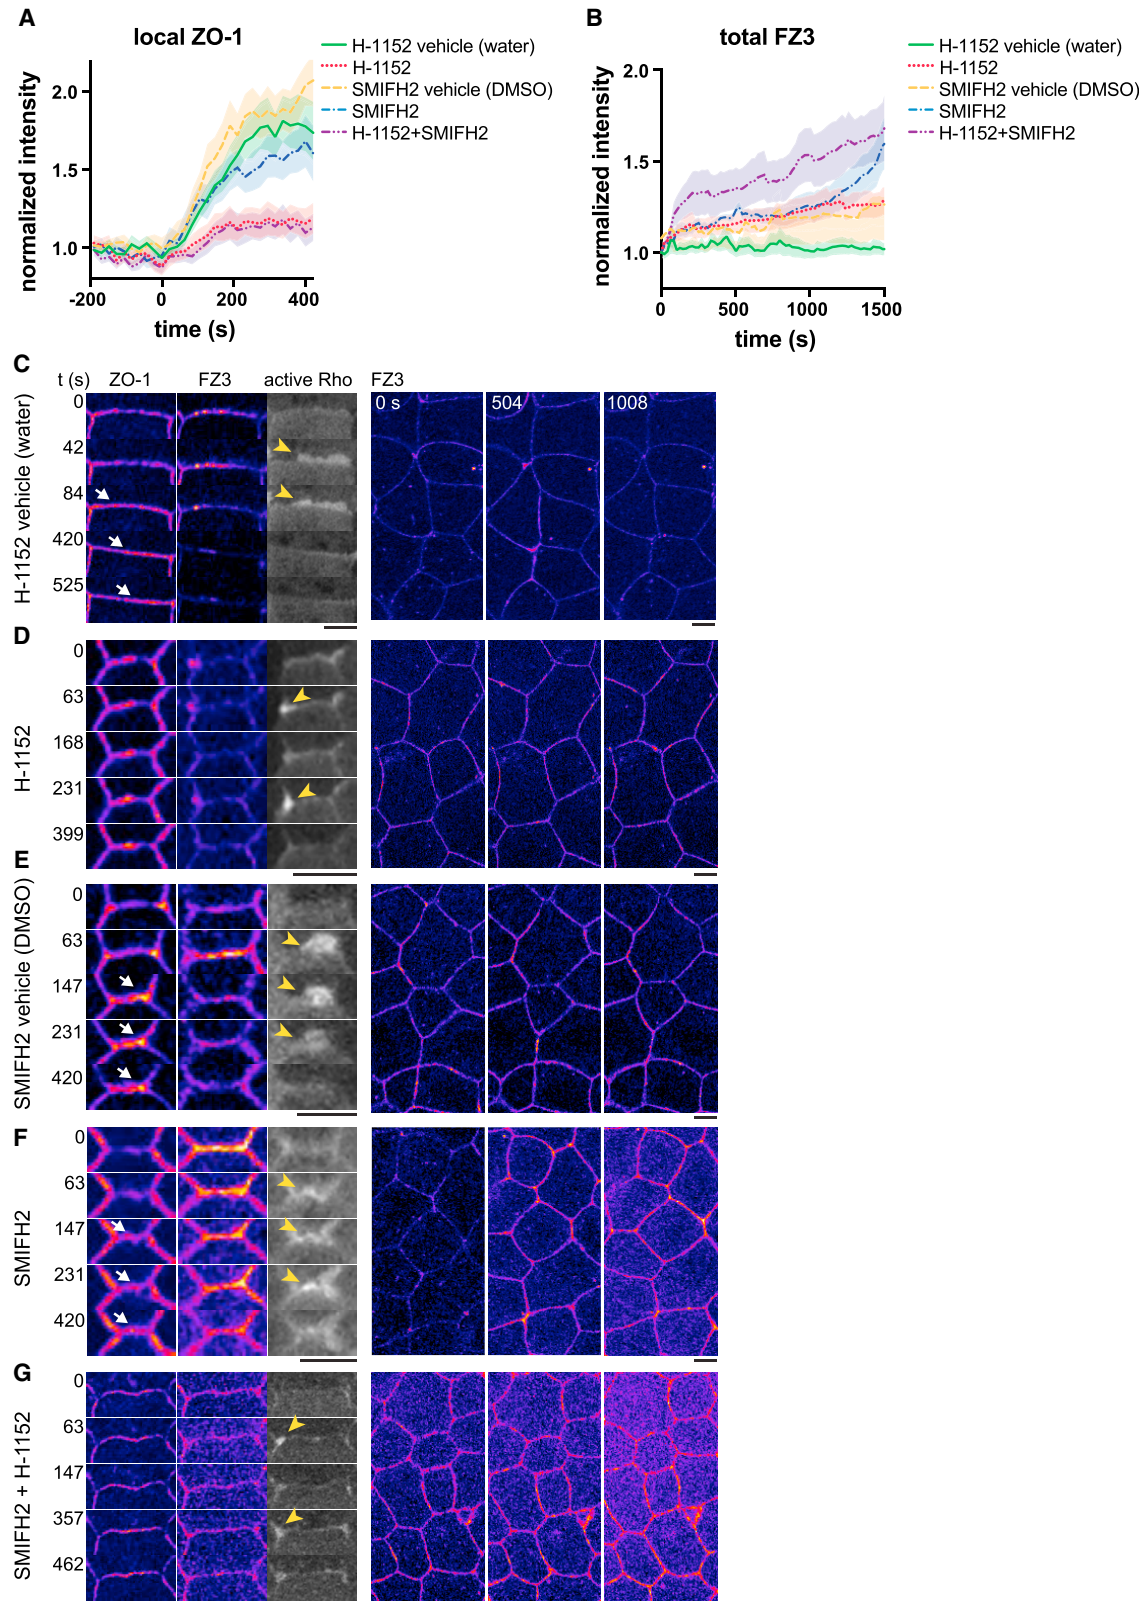 A
local ZO-1
H-1152 vehicle (water)
H-1152
SMIFH2 vehicle (DMSO)
SMIFH2
H-1152+SMIFH2
normalized intensity
2.0
1.5
1.0
-200
0
200
400
time (s)
B
total FZ3
H-1152 vehicle (water)
H-1152
SMIFH2 vehicle (DMSO)
SMIFH2
H-1152+SMIFH2
normalized intensity
2.0
1.5
1.0
0
500
1000
1500
time (s)
C
t (s)
ZO-1
FZ3
active Rho
FZ3
H-1152 vehicle (water)
0
42
84
420
525
0 s
504
1008
D
H-1152
0
63
168
231
399
E
SMIFH2 vehicle (DMSO)
0
63
147
231
420
F
SMIFH2
0
63
147
231
420
G
SMIFH2 + H-1152
0
63
147
357
462